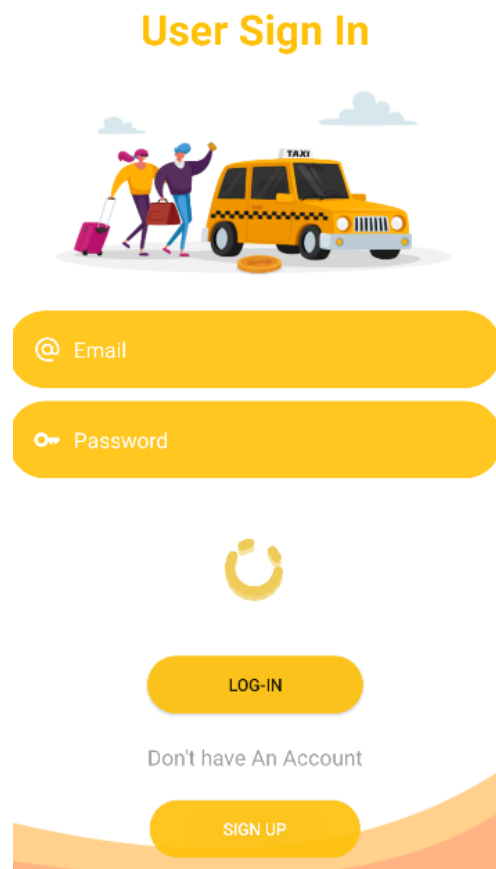 User Sign In
TAXI
Email
Password
LOG-IN
Don't have An Account
SIGN UP